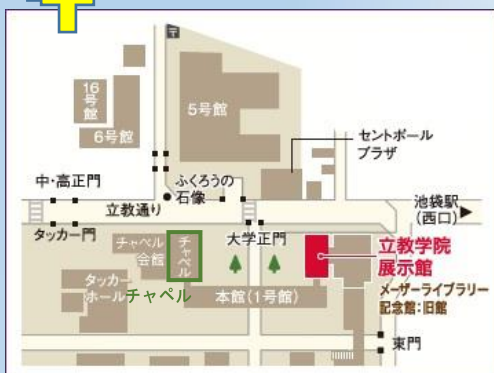 〒
16
号
館
6号館
5号館
セントポール
プラザ
中・高正門
ふくろうの
石像
立教通り
池袋駅
(西口)
タッカー門
大学正門
チャペル
会館
チャペル
立教学院
展示館
タッカー
ホール
チャペル
本館(1号館)
メーザーライブラリー
記念館:旧館
東門